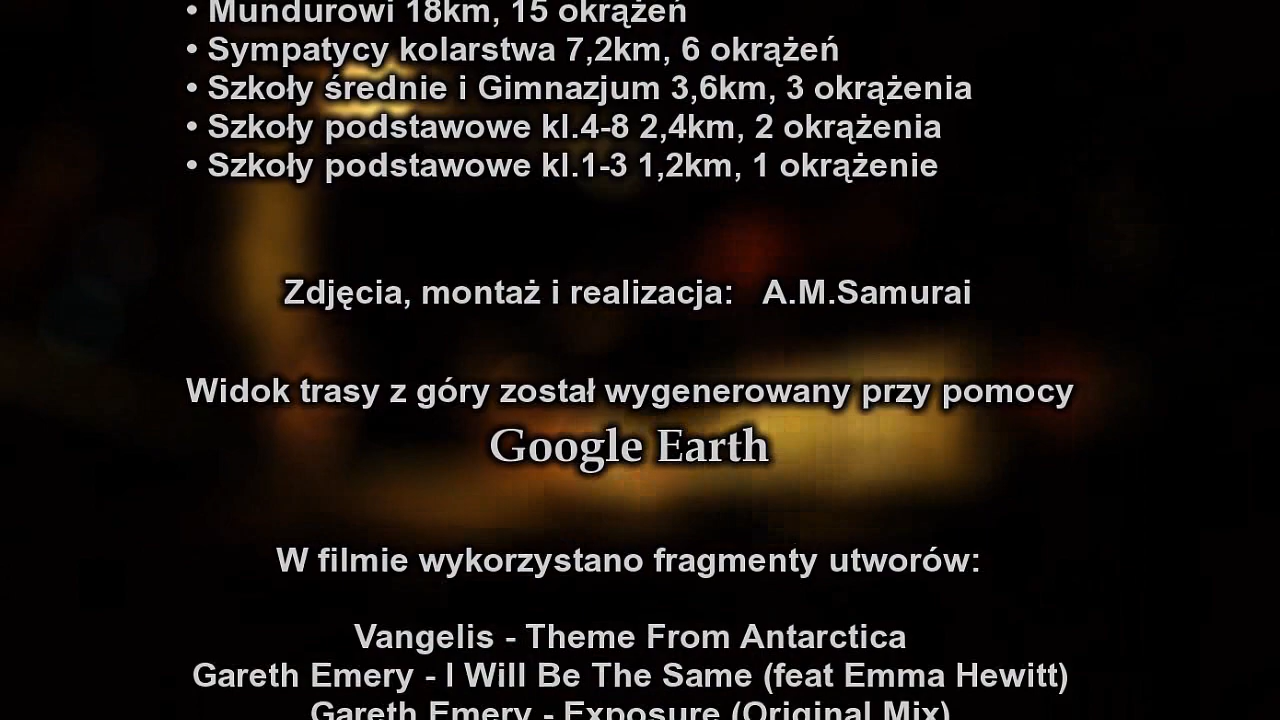 • Mundurowi 18km, 15 okrążeń
• Sympatycy kolarstwa 7,2km, 6 okrążeń
• Szkoły średnie i Gimnazjum 3,6km, 3 okrążenia
• Szkoły podstawowe kl.4-8 2,4km, 2 okrążenia
• Szkoły podstawowe kl.1-3 1,2km, 1 okrążenie
Zdjęcia, montaż i realizacja: A.M.Samurai
Widok trasy z góry został wygenerowany przy pomocy
Google Earth
W filmie wykorzystano fragmenty utworów:
Vangelis - Theme From Antarctica
Gareth Emery - I Will Be The Same (feat Emma Hewitt)
Gareth Emery - Exposure (Original Mix)